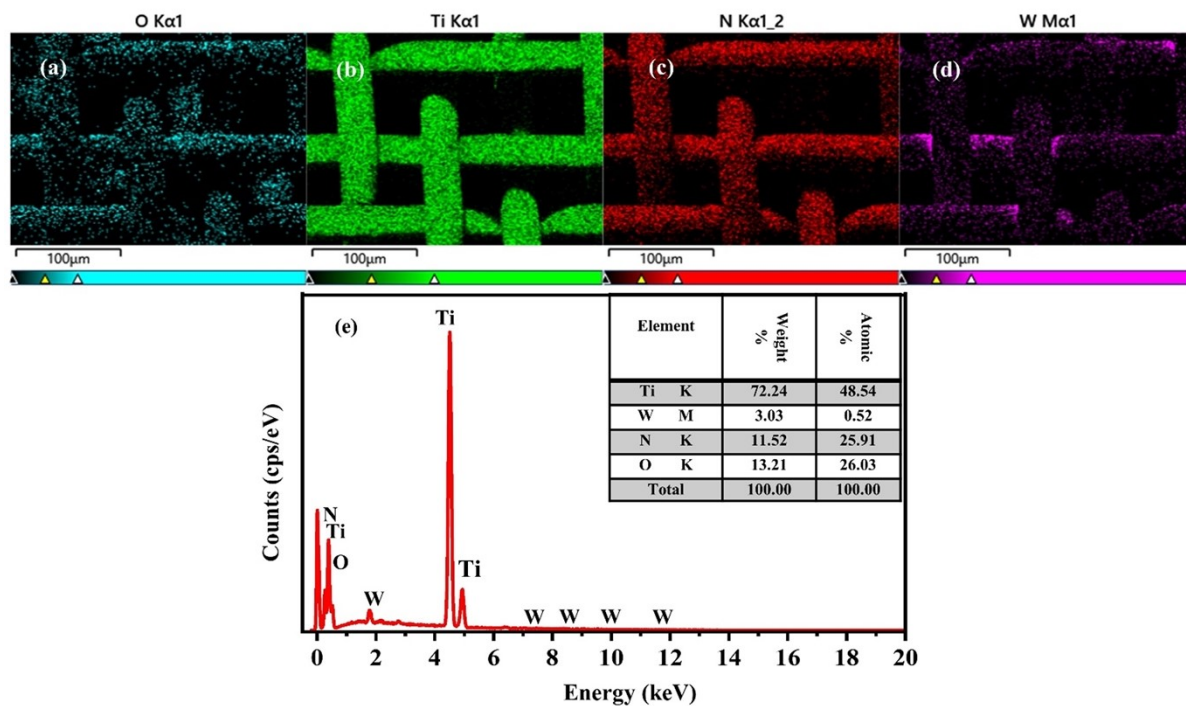 O Kα1
Ti Kα1
N Kα1_2
W Mα1
(a)
(b)
(c)
(d)
100μm
100μm
100μm
100μm
(e)
Counts (cps/eV)
N
Ti
O
W
Ti
Ti
W
W
W
W
0
2
4
6
8
10
12
14
16
18
20
Energy (keV)
Element Weight % Atomic %
Ti K 72.24 48.54
W M 3.03 0.52
N K 11.52 25.91
O K 13.21 26.03
Total 100.00 100.00